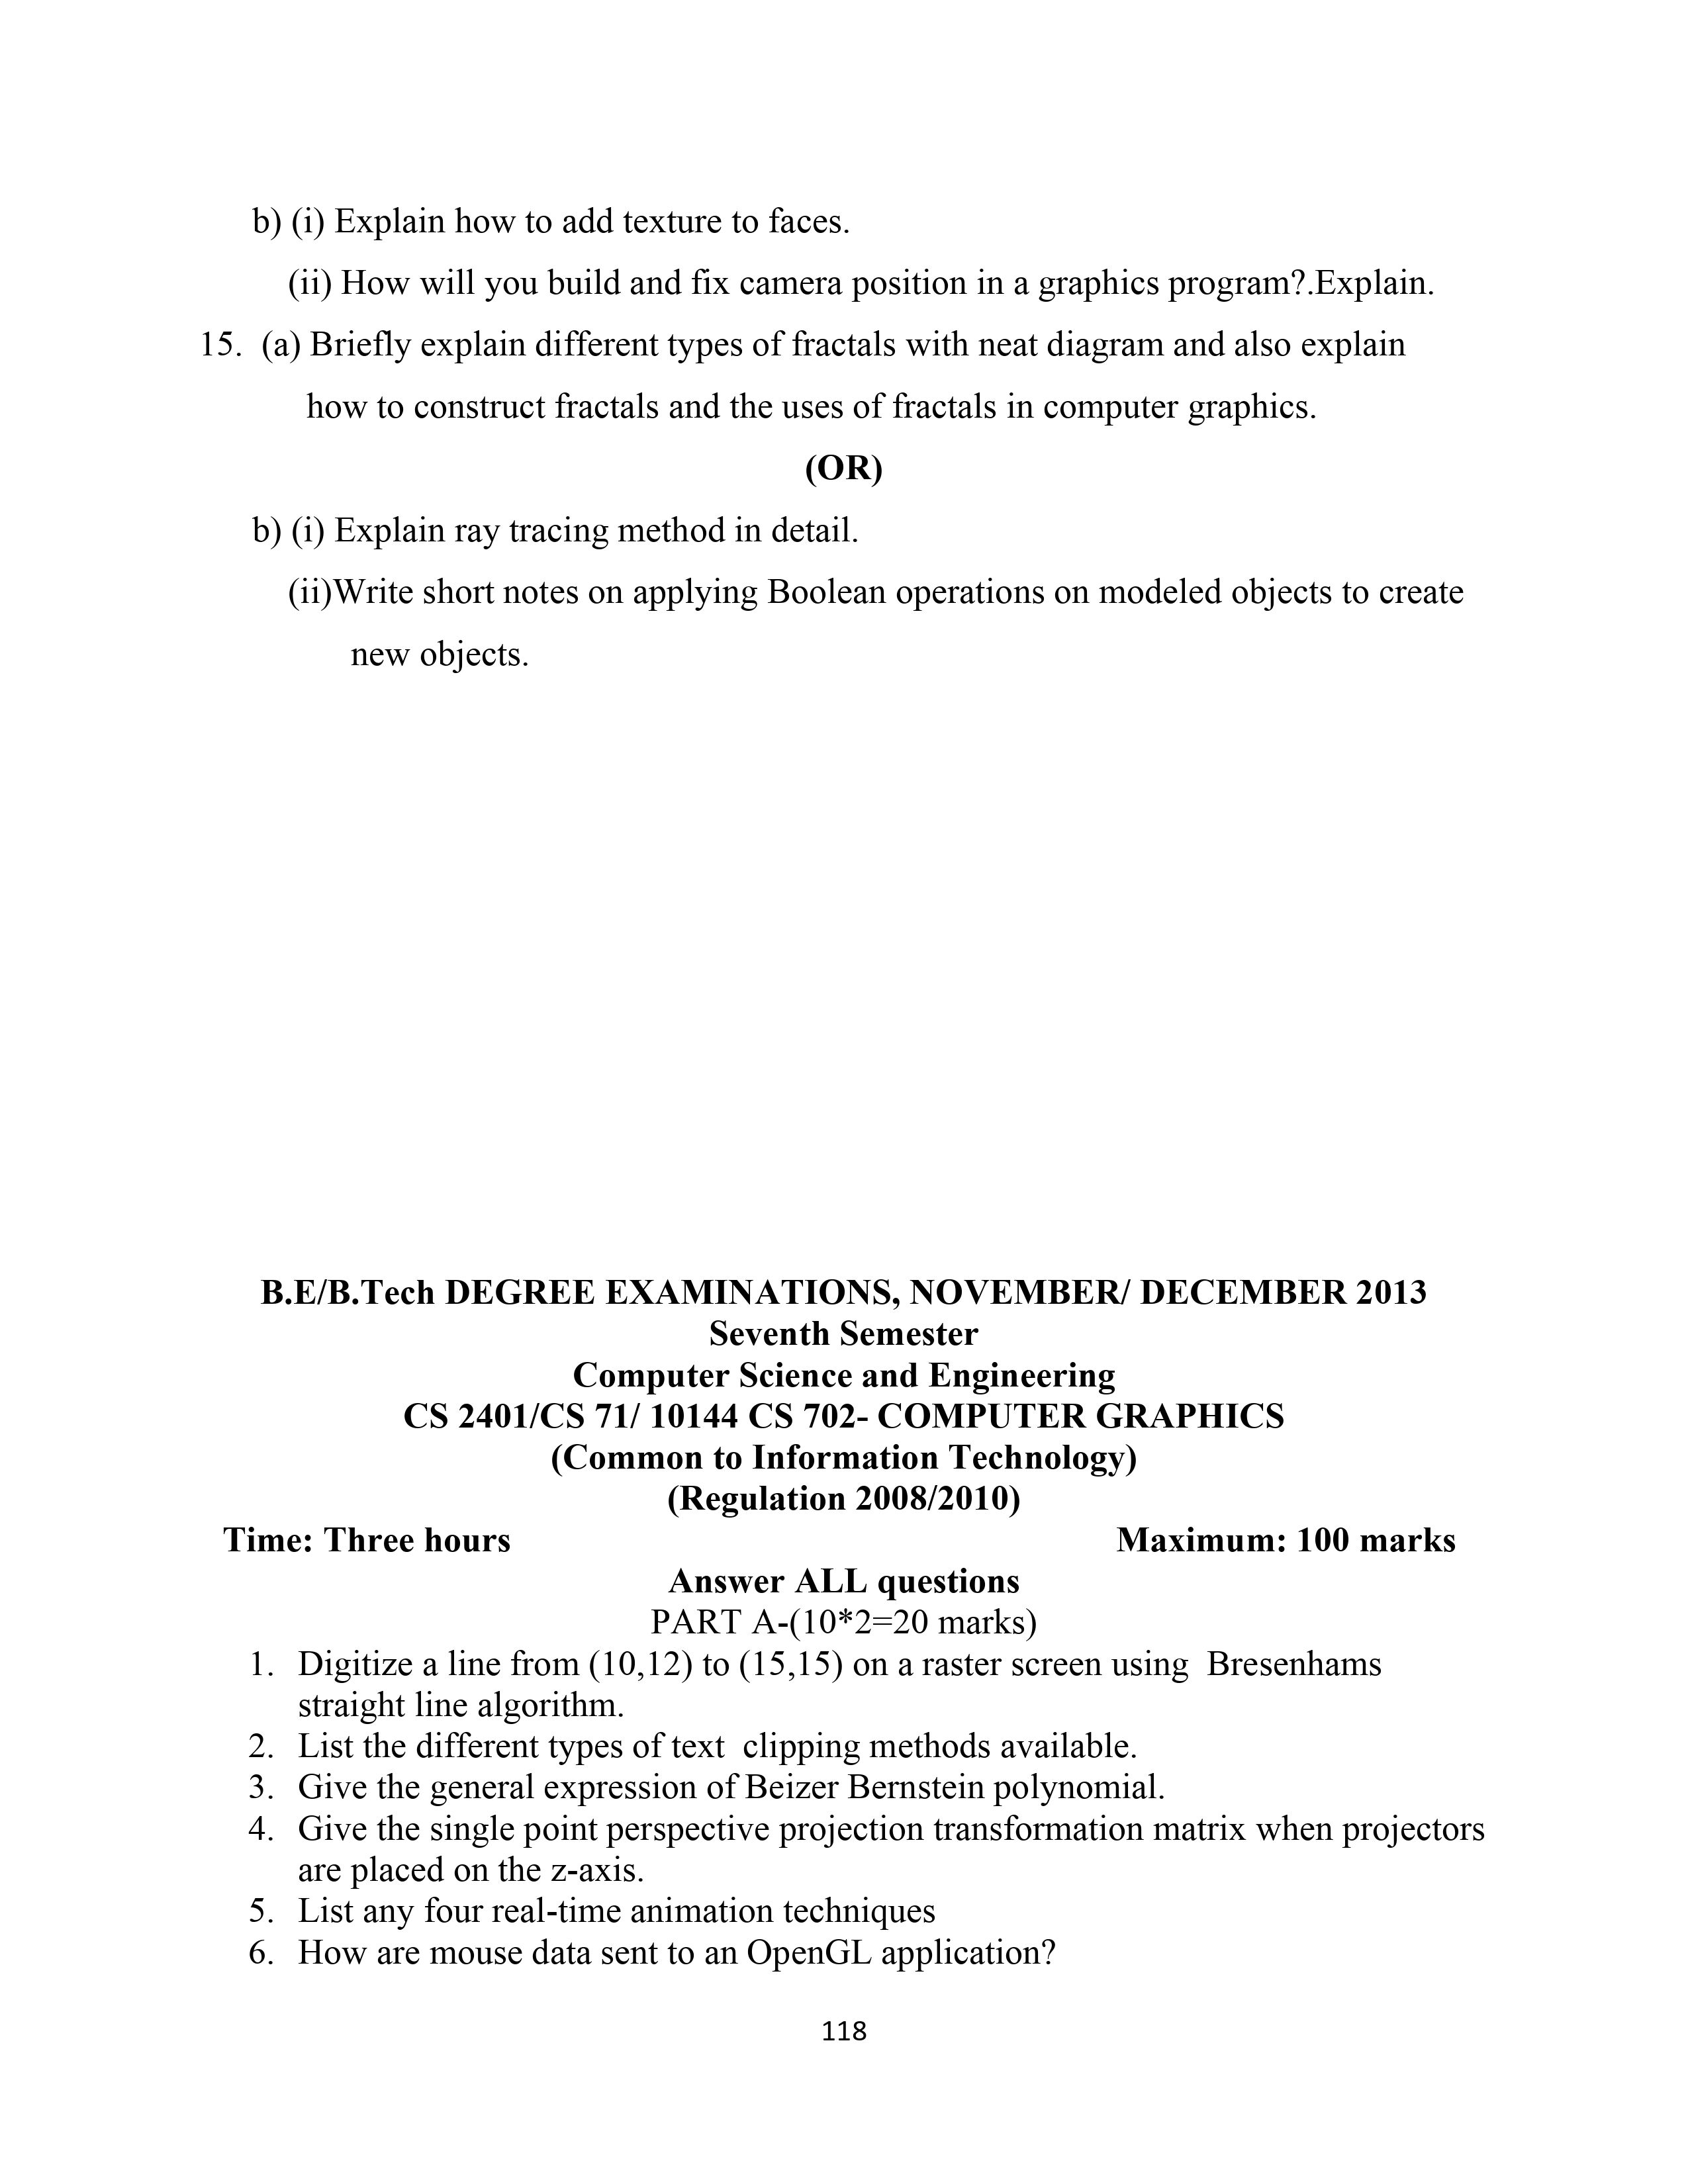 b) (i) Explain how to add texture to faces.
(ii) How will you build and fix camera position in a graphics program?.Explain.
15. (a) Briefly explain different types of fractals with neat diagram and also explain
how to construct fractals and the uses of fractals in computer graphics.
(OR)
b) (i) Explain ray tracing method in detail.
(ii)Write short notes on applying Boolean operations on modeled objects to create
new objects.
B.E/B.Tech DEGREE EXAMINATIONS, NOVEMBER/ DECEMBER 2013
Seventh Semester
Computer Science and Engineering
CS 2401/CS 71/ 10144 CS 702- COMPUTER GRAPHICS
(Common to Information Technology)
(Regulation 2008/2010)
Time: Three hours Maximum: 100 marks
Answer ALL questions
PART A-(10*2=20 marks)
1. Digitize a line from (10,12) to (15,15) on a raster screen using Bresenhams
straight line algorithm.
2. List the different types of text clipping methods available.
3. Give the general expression of Beizer Bernstein polynomial.
4. Give the single point perspective projection transformation matrix when projectors
are placed on the z-axis.
5. List any four real-time animation techniques
6. How are mouse data sent to an OpenGL application?
118